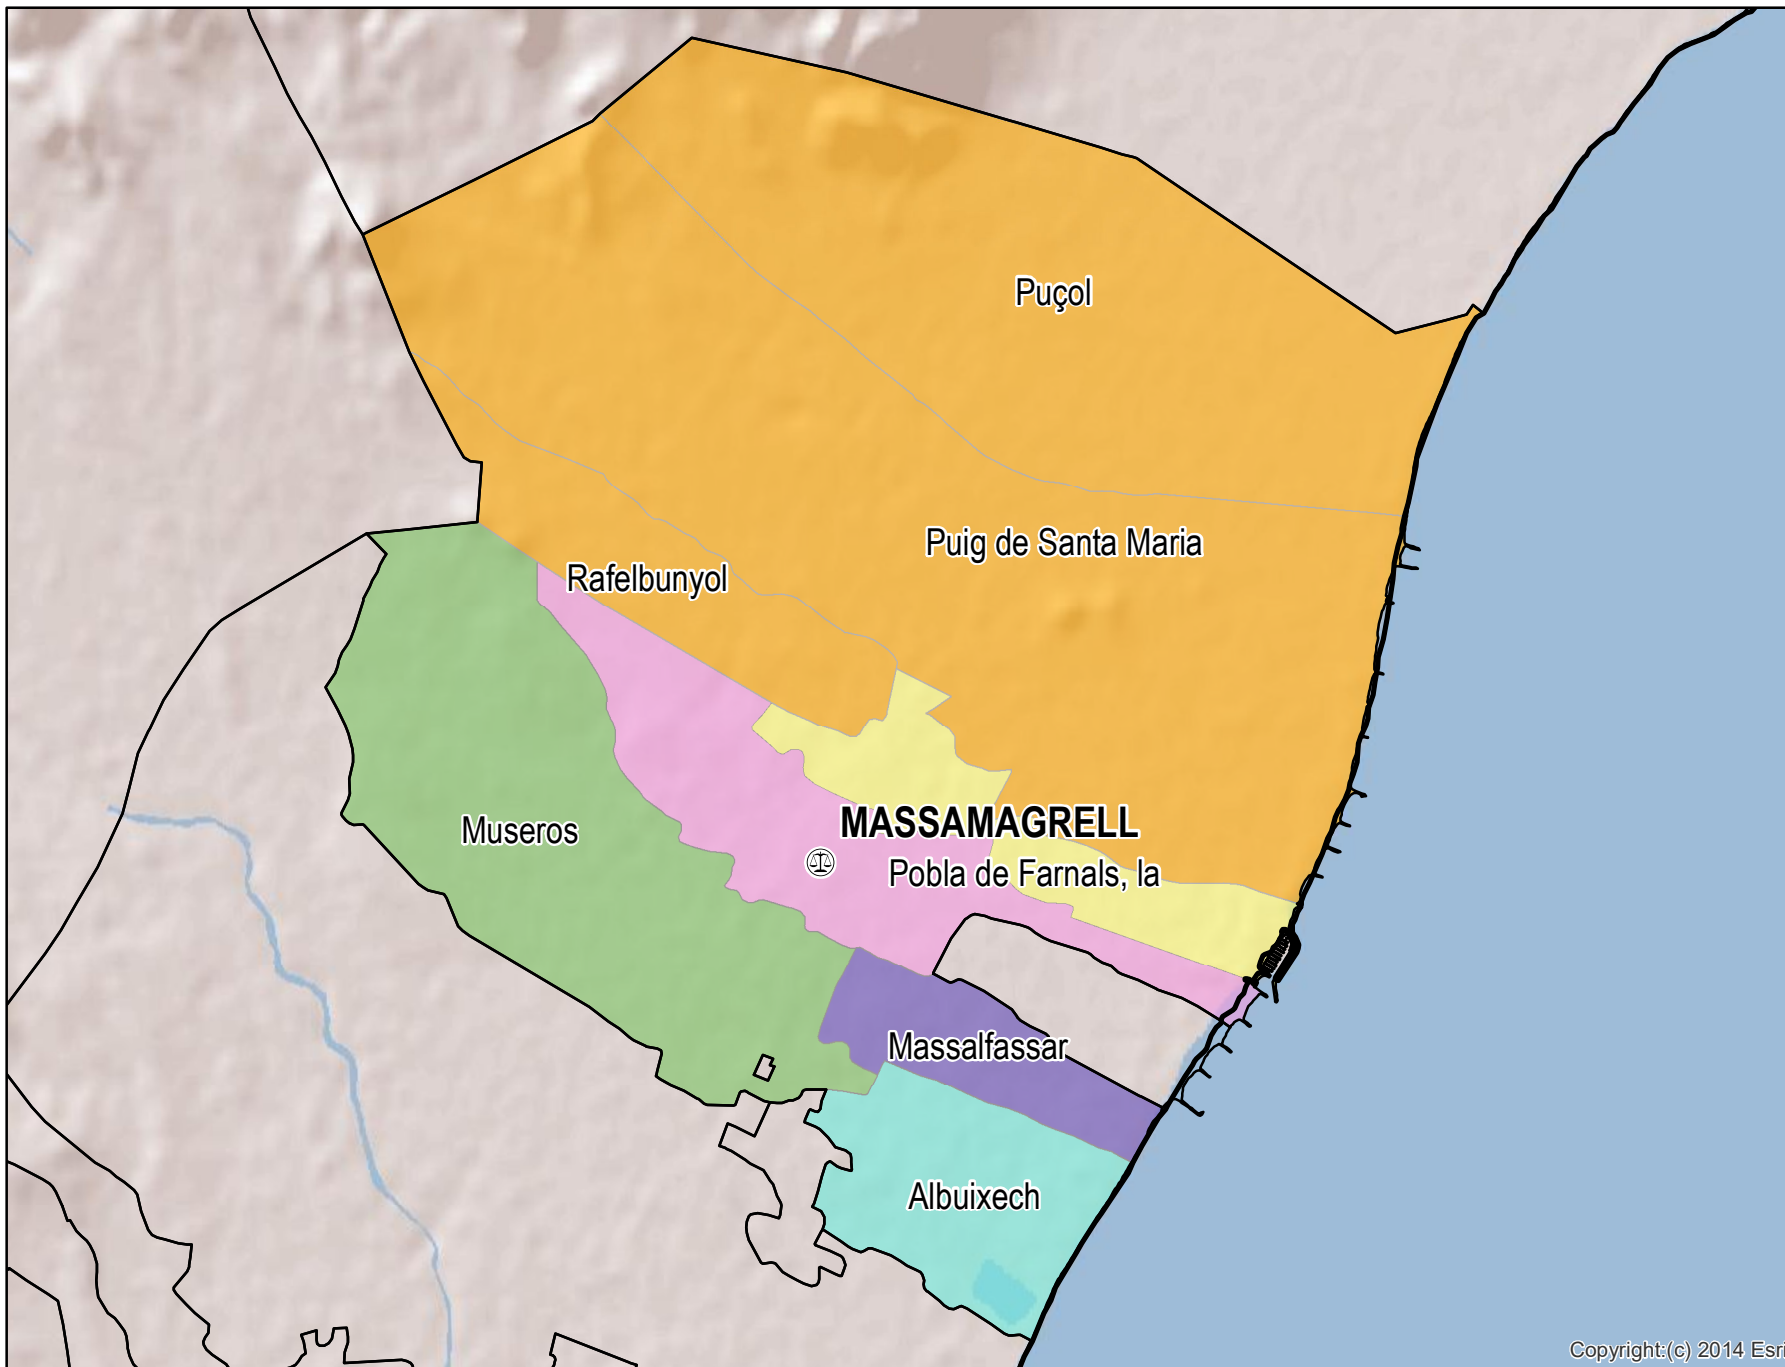 Puçol
Puig de Santa Maria
Rafelbunyol
MASSAMAGRELL
Museros
Pobla de Farnals, la
Massalfassar
Albuixech
Copyright:(c) 2014 Esri